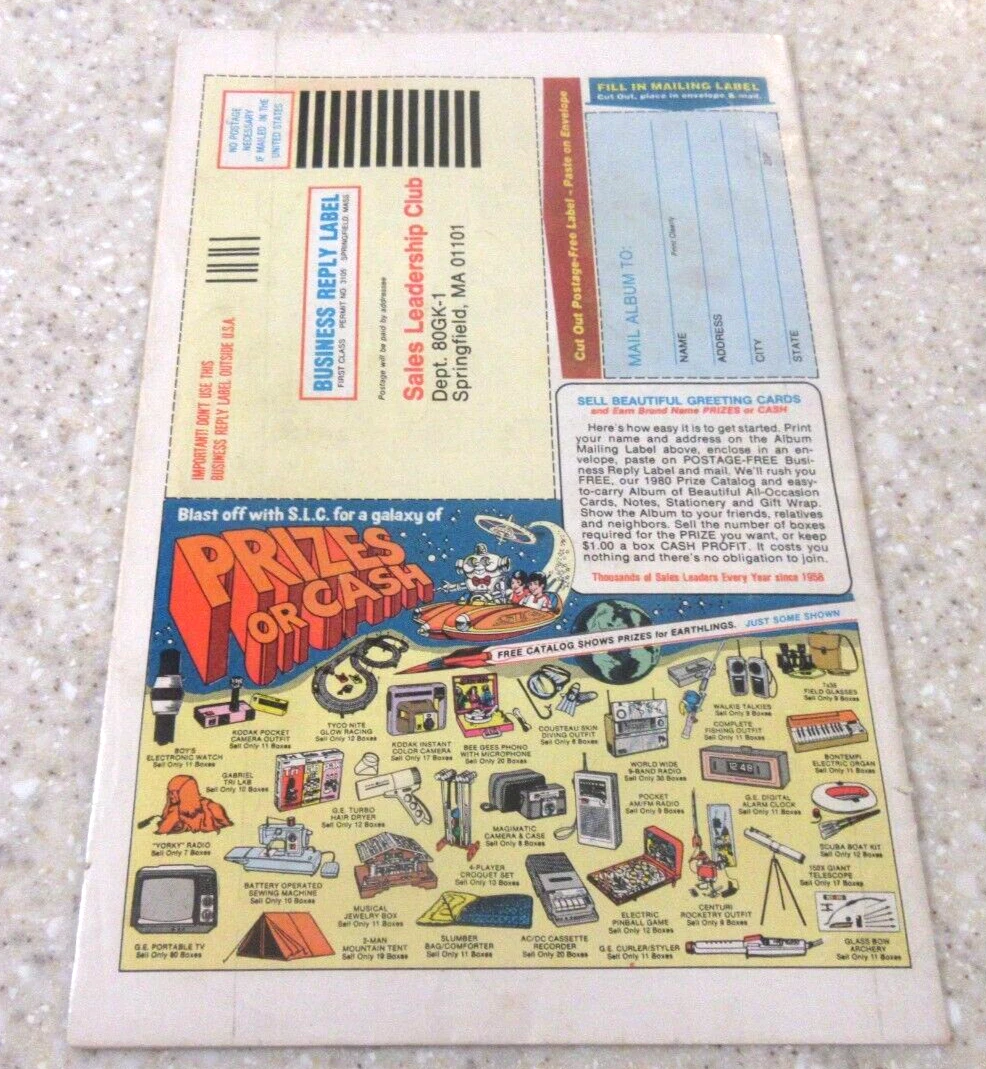 NO POSTAGE
NECESSARY
IF MAILED IN THE
UNITED STATES
BUSINESS REPLY LABEL
FIRST CLASS PERMIT NO. 3105 SPRINGFIELD, MASS
Postage will be paid by addressee
Sales Leadership Club
Dept. 80GK-1
Springfield, MA 01101
IMPORTANT! DON'T USE THIS
BUSINESS REPLY LABEL OUTSIDE U.S.A.
Cut Out Postage-Free Label - Paste on Envelope
FILL IN MAILING LABEL
Cut Out, place in envelope & mail.
MAIL ALBUM TO:
NAME
Print Clearly
ADDRESS
CITY
STATE
ZIP
SELL BEAUTIFUL GREETING CARDS
and Earn Brand Name PRIZES or CASH
Here's how easy it is to get started. Print
your name and address on the Album
Mailing Label above, enclose in an en-
velope, paste on POSTAGE-FREE Busi-
ness Reply Label and mail. We'll rush you
FREE, our 1980 Prize Catalog and easy-
to-carry Album of Beautiful All-Occasion
Cards, Notes, Stationery and Gift Wrap.
Show the Album to your friends, relatives
and neighbors. Sell the number of boxes
required for the PRIZE you want, or keep
$1.00 a box CASH PROFIT. It costs you
nothing and there's no obligation to join.
Thousands of Sales Leaders Every Year since 1958
Blast off with S.L.C. for a galaxy of
PRIZES
OR CASH
FREE CATALOG SHOWS PRIZES for EARTHLINGS. JUST SOME SHOWN
BOY'S
ELECTRONIC WATCH
Sell Only 11 Boxes
KODAK POCKET
CAMERA OUTFIT
Sell Only 11 Boxes
TYCO NITE
GLOW RACING
Sell Only 12 Boxes
KODAK INSTANT
COLOR CAMERA
Sell Only 17 Boxes
BEE GEES PHONO
WITH MICROPHONE
Sell Only 20 Boxes
COUSTEAU SKIN
DIVING OUTFIT
Sell Only 8 Boxes
WORLD WIDE
9-BAND RADIO
Sell Only 30 Boxes
COMPLETE
FISHING OUTFIT
Sell Only 11 Boxes
WALKIE TALKIES
Sell Only 9 Boxes
7x35
FIELD GLASSES
Sell Only 9 Boxes
BONTEMPI
ELECTRIC ORGAN
Sell Only 11 Boxes
"YORKY" RADIO
Sell Only 7 Boxes
GABRIEL
TRI LAB
Sell Only 10 Boxes
G.E. TURBO
HAIR DRYER
Sell Only 12 Boxes
MAGIMATIC
CAMERA & CASE
Sell Only 8 Boxes
POCKET
AM/FM RADIO
Sell Only 9 Boxes
12:49
G.E. DIGITAL
ALARM CLOCK
Sell Only 11 Boxes
SCUBA BOAT KIT
Sell Only 12 Boxes
BATTERY OPERATED
SEWING MACHINE
Sell Only 10 Boxes
MUSICAL
JEWELRY BOX
Sell Only 11 Boxes
4-PLAYER
CROQUET SET
Sell Only 13 Boxes
ELECTRIC
PINBALL GAME
Sell Only 12 Boxes
CENTURI
ROCKETRY OUTFIT
Sell Only 9 Boxes
GIANT
TELESCOPE
Sell Only 17 Boxes
G.E. PORTABLE TV
Sell Only 80 Boxes
2-MAN
MOUNTAIN TENT
Sell Only 19 Boxes
SLUMBER
BAG/COMFORTER
Sell Only 11 Boxes
AC/DC CASSETTE
RECORDER
Sell Only 20 Boxes
G.E. CURLER/STYLER
Sell Only 11 Boxes
GLASS BOW
ARCHERY
Sell Only 11 Boxes